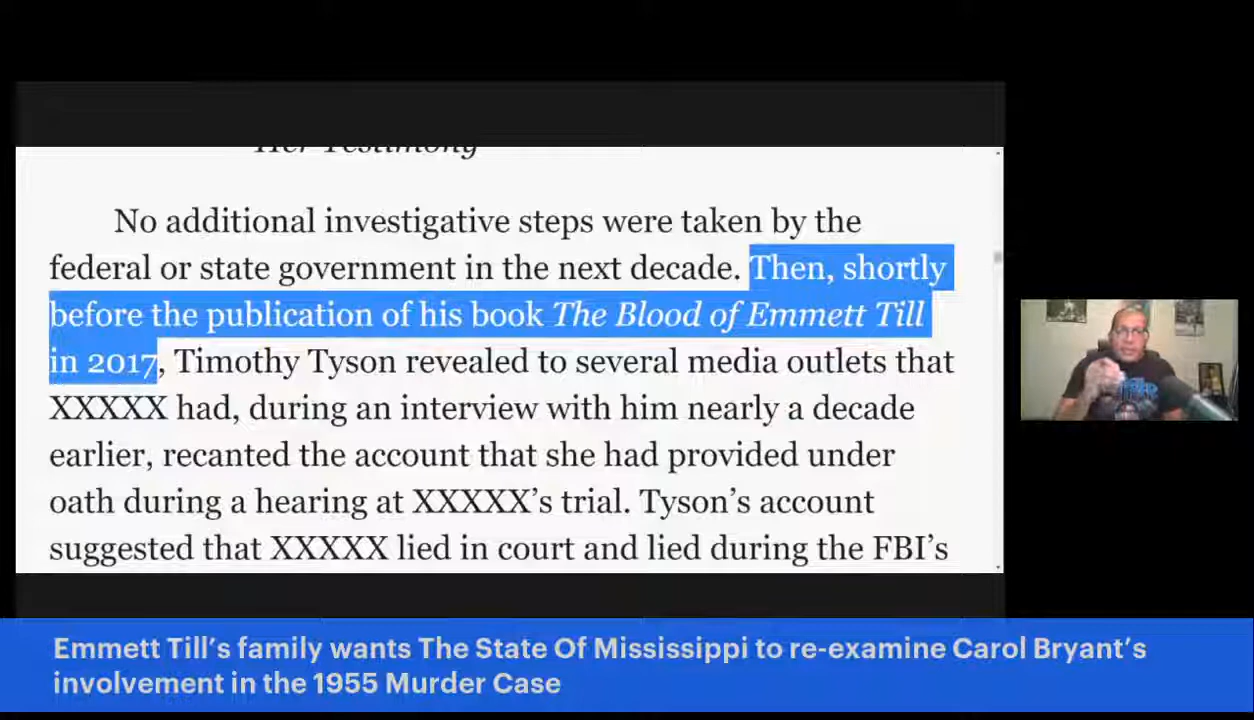 Her Testimony
No additional investigative steps were taken by the
federal or state government in the next decade. Then, shortly
before the publication of his book The Blood of Emmett Till
in 2017, Timothy Tyson revealed to several media outlets that
XXXXX had, during an interview with him nearly a decade
earlier, recanted the account that she had provided under
oath during a hearing at XXXXX’s trial. Tyson’s account
suggested that XXXXX lied in court and lied during the FBI’s
Emmett Till’s family wants The State Of Mississippi to re-examine Carol Bryant’s
involvement in the 1955 Murder Case